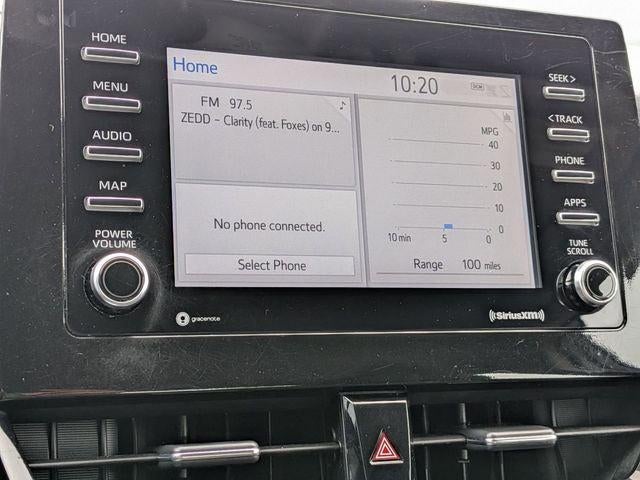 HOME
MENU
AUDIO
MAP
POWER
VOLUME
Home
10:20
DCM
FM 97.5
ZEDD - Clarity (feat. Foxes) on 9...
No phone connected.
Select Phone
MPG
40
30
20
10
0
10 min 5 0
Range 100 miles
SEEK >
< TRACK
PHONE
APPS
TUNE
SCROLL
gracenote
((SiriusXM))